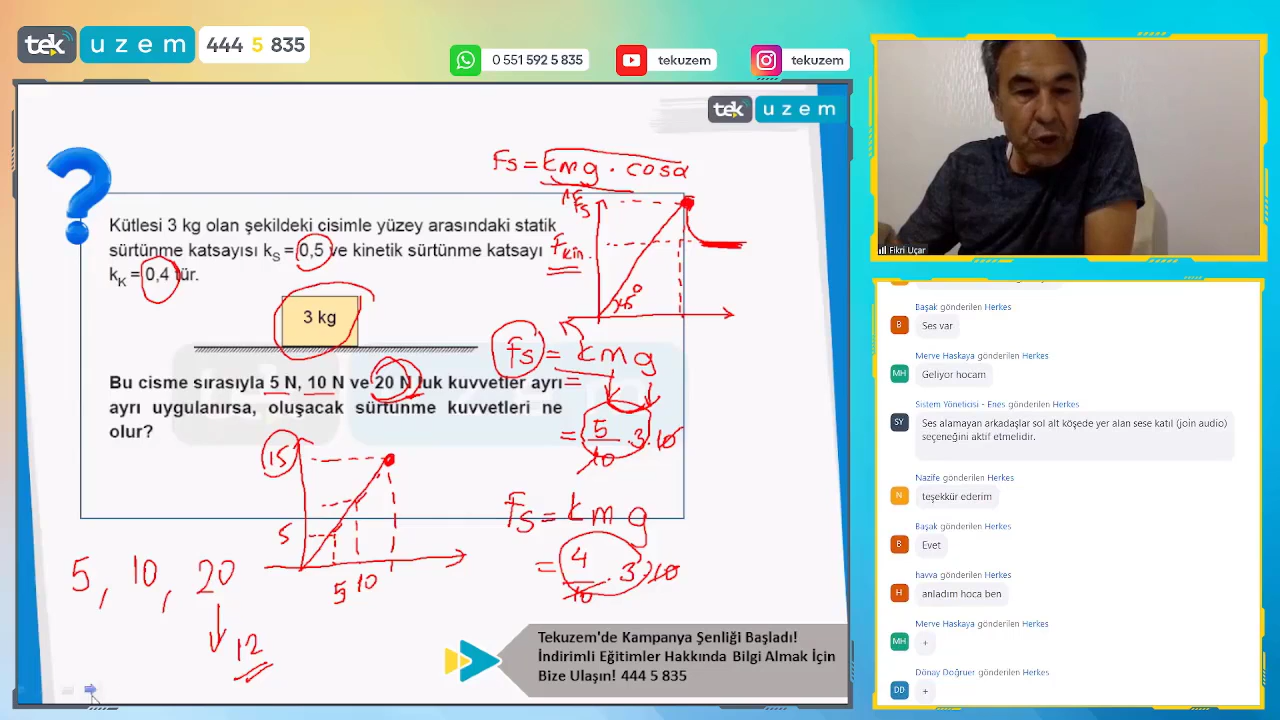 tek uzem 444 5 835
0 551 592 5 835
tekuzem
tekuzem
tek uzem
Fs = kmg · cosα
Fs
Fkin.
45°
Kütlesi 3 kg olan şekildeki cisimle yüzey arasındaki statik
sürtünme katsayısı kS = 0,5 ve kinetik sürtünme katsayı
kK = 0,4 tür.
3 kg
Bu cisme sırasıyla 5 N, 10 N ve 20 N luk kuvvetler ayrı
ayrı uygulanırsa, oluşacak sürtünme kuvvetleri ne
olur?
Fs = kmg
= 5/10 . 3 . 10
Fs = kmg
= 4/10 . 3 . 10
15
5
5 10
5, 10, 20
12
Tekuzem'de Kampanya Şenliği Başladı!
İndirimli Eğitimler Hakkında Bilgi Almak İçin
Bize Ulaşın! 444 5 835
Fikri Uçar
Başak gönderilen Herkes
B
Ses var
Merve Haskaya gönderilen Herkes
MH
Geliyor hocam
Sistem Yöneticisi - Enes gönderilen Herkes
SY
Ses alamayan arkadaşlar sol alt köşede yer alan sese katıl (join audio)
seçeneğini aktif etmelidir.
Nazife gönderilen Herkes
N
teşekkür ederim
Başak gönderilen Herkes
B
Evet
havva gönderilen Herkes
H
anladım hoca ben
Merve Haskaya gönderilen Herkes
MH
+
Dönay Doğruer gönderilen Herkes
DD
+